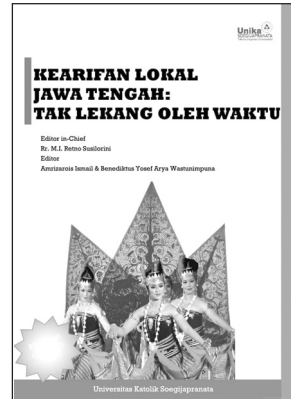 Unika
SOEGIJAPRANATA
KEARIFAN LOKAL
JAWA TENGAH:
TAK LEKANG OLEH WAKTU
Editor in-Chief
Rr. M.I. Retno Susilorini
Editor
Amrizarois Ismail & Benediktus Yosef Arya Wastunimpuna
Universitas Katolik Soegijapranata